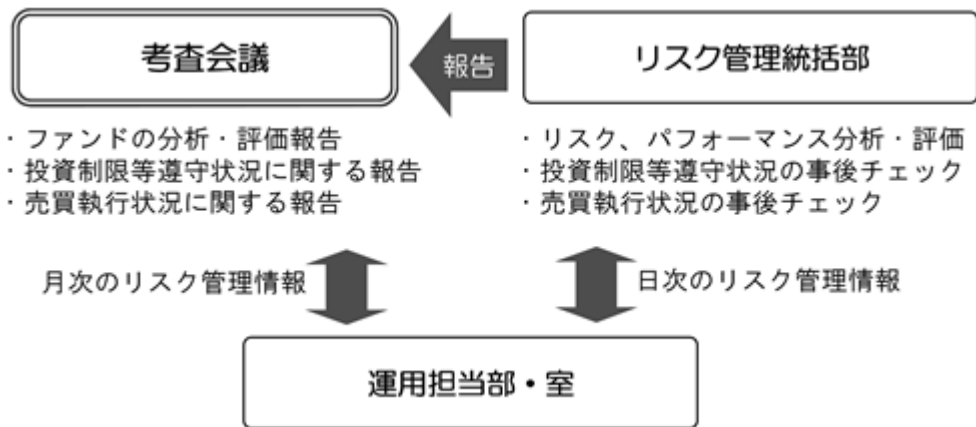 考査会議
報告
リスク管理統括部
・ファンドの分析・評価報告
・投資制限等遵守状況に関する報告
・売買執行状況に関する報告
・リスク、パフォーマンス分析・評価
・投資制限等遵守状況の事後チェック
・売買執行状況の事後チェック
月次のリスク管理情報
日次のリスク管理情報
運用担当部・室